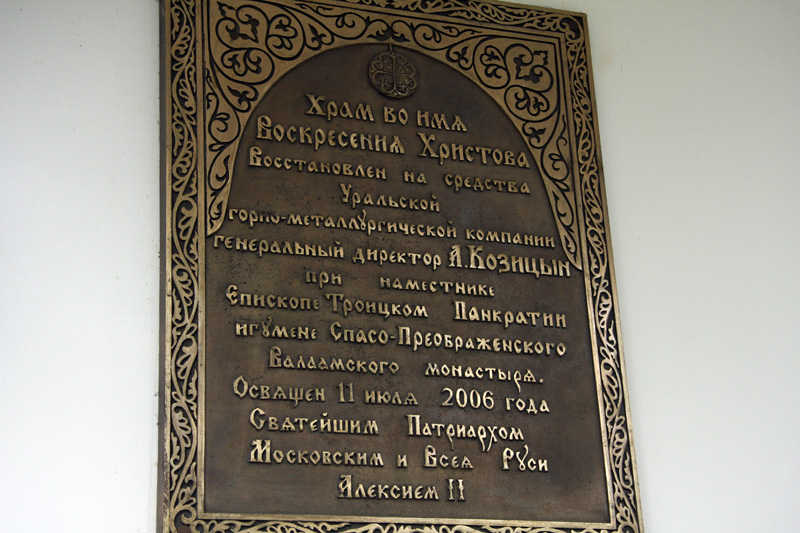 Храм во имя
Воскресения Христова
Восстановлен на средства
Уральской
горно-металлургической компании
генеральный директор А.Козицын
при наместнике
Епископе Троицком Панкратии
игумене Спасо-Преображенского
Валаамского монастыря.
Освящен 11 июля 2006 года
Святейшим Патриархом
Московским и Всея Руси
Алексием II